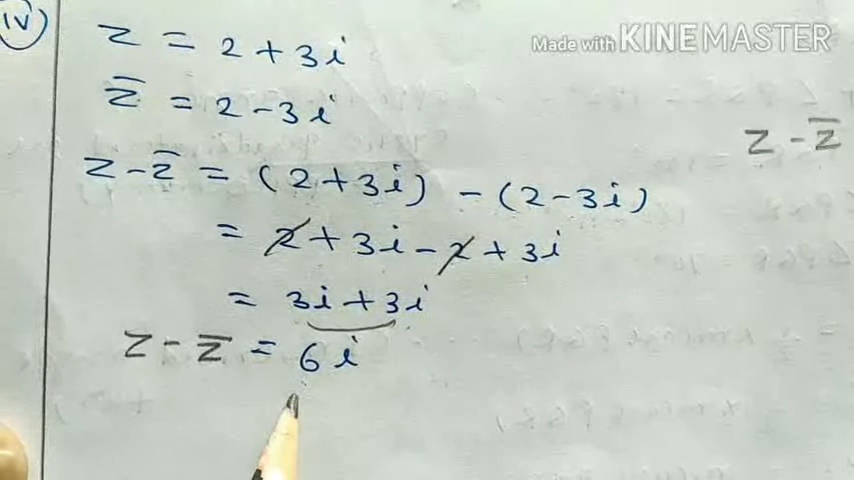 iv)
z = 2 + 3i
Made with KINEMASTER
z̅ = 2 - 3i
z - z̅
z - z̅ = (2 + 3i) - (2 - 3i)
= 2 + 3i - 2 + 3i
= 3i + 3i
z - z̅ = 6i